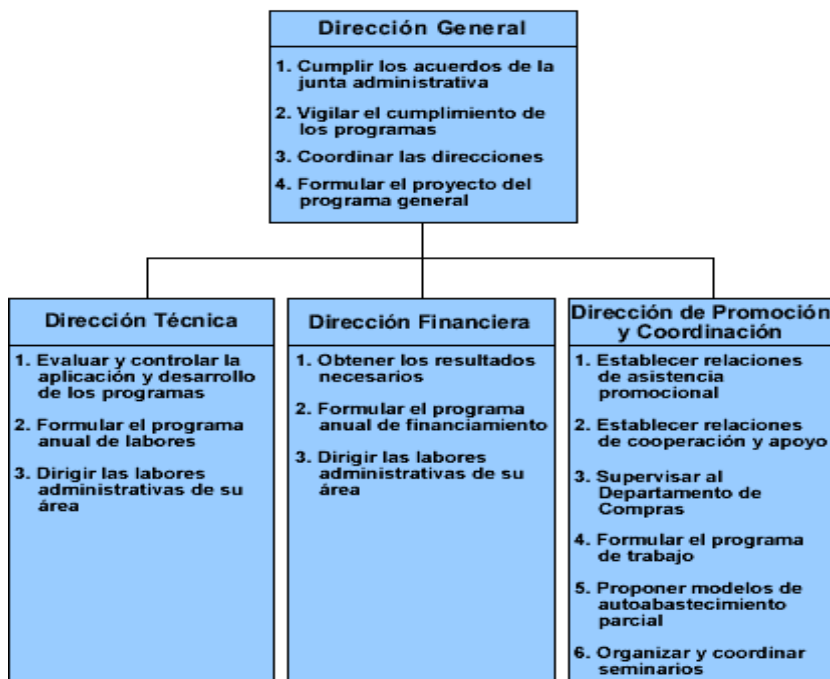 Dirección General
1. Cumplir los acuerdos de la
junta administrativa
2. Vigilar el cumplimiento de
los programas
3. Coordinar las direcciones
4. Formular el proyecto del
programa general
Dirección Técnica
1. Evaluar y controlar la
aplicación y desarrollo
de los programas
2. Formular el programa
anual de labores
3. Dirigir las labores
administrativas de su
área
Dirección Financiera
1. Obtener los resultados
necesarios
2. Formular el programa
anual de financiamiento
3. Dirigir las labores
administrativas de su
área
Dirección de Promoción
y Coordinación
1. Establecer relaciones
de asistencia
promocional
2. Establecer relaciones
de cooperación y apoyo
3. Supervisar al
Departamento de
Compras
4. Formular el programa
de trabajo
5. Proponer modelos de
autoabastecimiento
parcial
6. Organizar y coordinar
seminarios